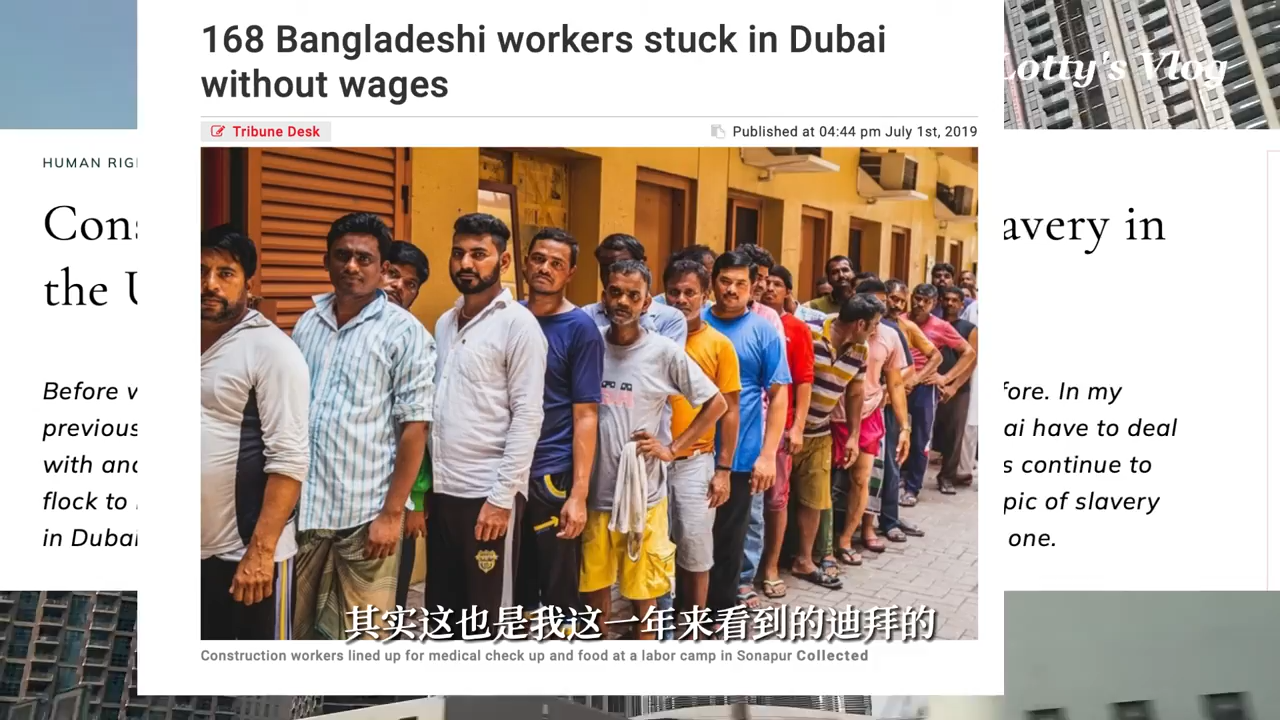 168 Bangladeshi workers stuck in Dubai
without wages
Lotty's Vlog
Tribune Desk
Published at 04:44 pm July 1st, 2019
HUMAN
avery in
the
Before
fore. In my
previous
ai have to deal
with
s continue to
flock to
pic of slavery
in Dubai
one.
其实这也是我这一年来看到的迪拜的
Construction workers lined up for medical check up and food at a labor camp in Sonapur Collected